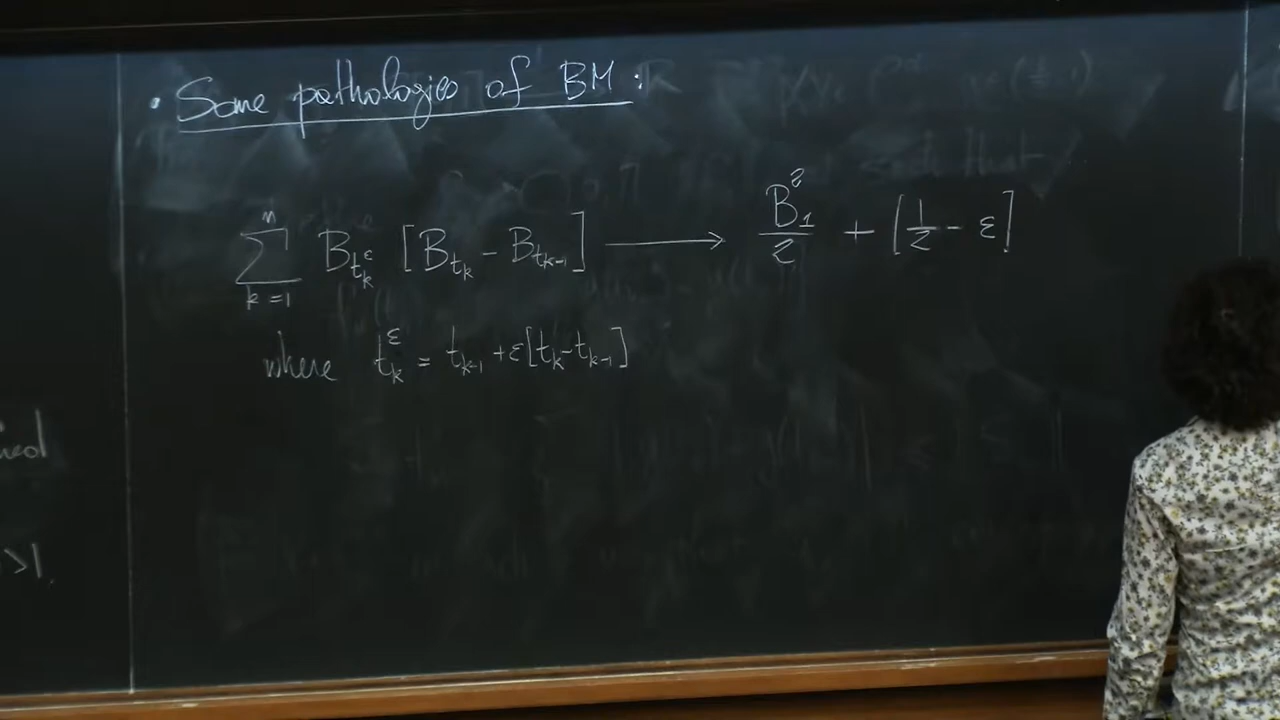 • Some pathologies of BM :
∑_{k=1}^{n} B_{t_k^ε} [B_{t_k} - B_{t_{k-1}}] ⟶ B_1^2/2 + [1/2 - ε]
where t_k^ε = t_{k-1} + ε[t_k - t_{k-1}]
>1.